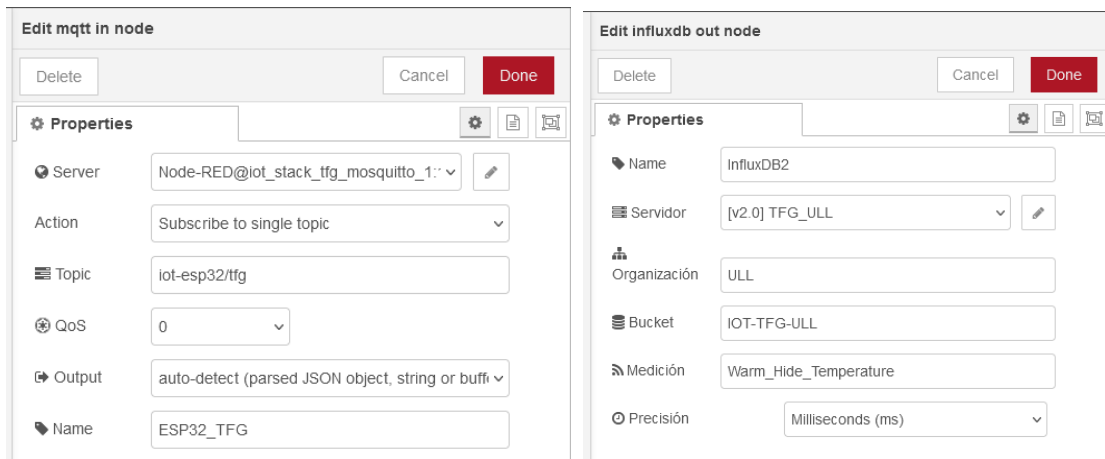 Edit mqtt in node
Delete
Cancel
Done
Properties
Server
Node-RED@iot_stack_tfg_mosquitto_1:
Action
Subscribe to single topic
Topic
iot-esp32/tfg
QoS
0
Output
auto-detect (parsed JSON object, string or buff
Name
ESP32_TFG
Edit influxdb out node
Delete
Cancel
Done
Properties
Name
InfluxDB2
Servidor
[v2.0] TFG_ULL
Organización
ULL
Bucket
IOT-TFG-ULL
Medición
Warm_Hide_Temperature
Precisión
Milliseconds (ms)